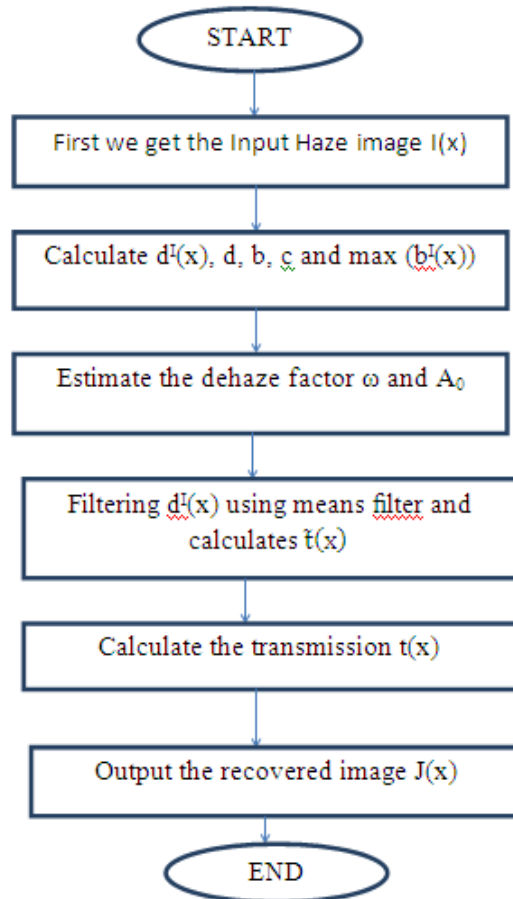 START
First we get the Input Haze image I(x)
Calculate dᴵ(x), d, b, c and max (bᴵ(x))
Estimate the dehaze factor ω and A₀
Filtering dᴵ(x) using means filter and
calculates t̃(x)
Calculate the transmission t(x)
Output the recovered image J(x)
END